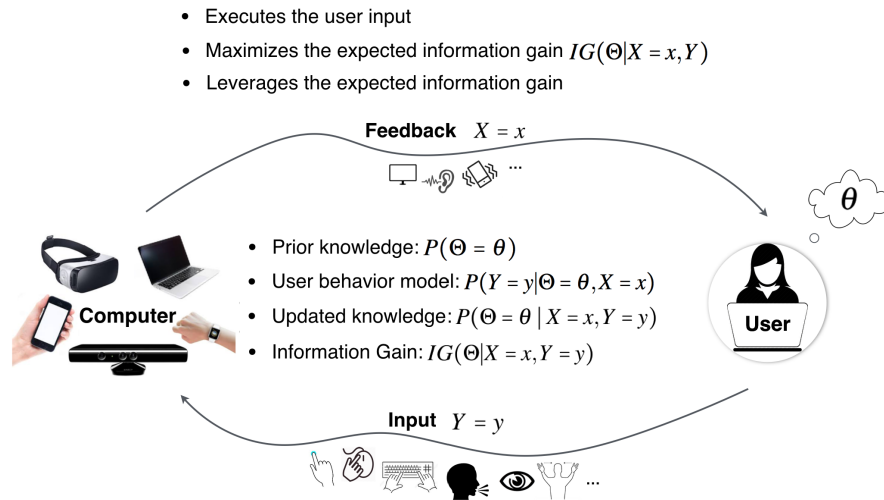 • Executes the user input
• Maximizes the expected information gain IG(Θ|X = x,Y)
• Leverages the expected information gain
Feedback X = x
...
θ
• Prior knowledge: P(Θ = θ)
• User behavior model: P(Y = y|Θ = θ,X = x)
• Updated knowledge: P(Θ = θ | X = x,Y = y)
• Information Gain: IG(Θ|X = x,Y = y)
Computer
User
Input Y = y
...